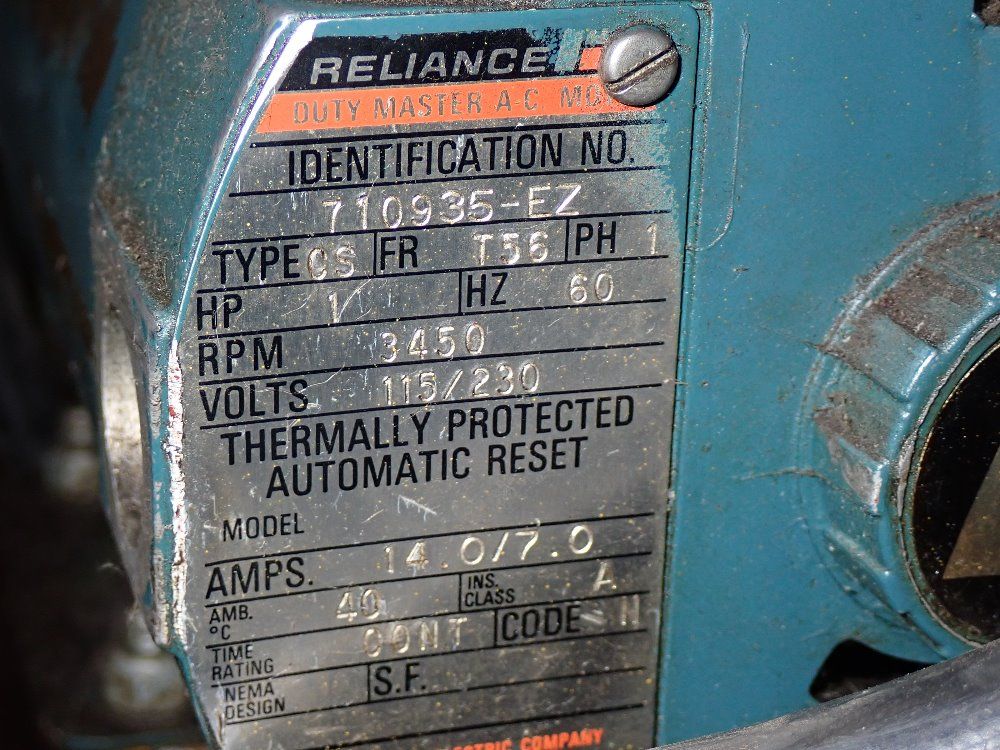 RELIANCE
DUTY MASTER A-C
IDENTIFICATION NO.
710935-EZ
TYPE CS FR T56 PH 1
HP 1 HZ 60
RPM 3450
VOLTS 115/230
THERMALLY PROTECTED
AUTOMATIC RESET
MODEL
AMPS. 14.0/7.0
AMB. °C 40 INS. CLASS A
TIME RATING CONT CODE H
NEMA DESIGN S.F.
COMPANY